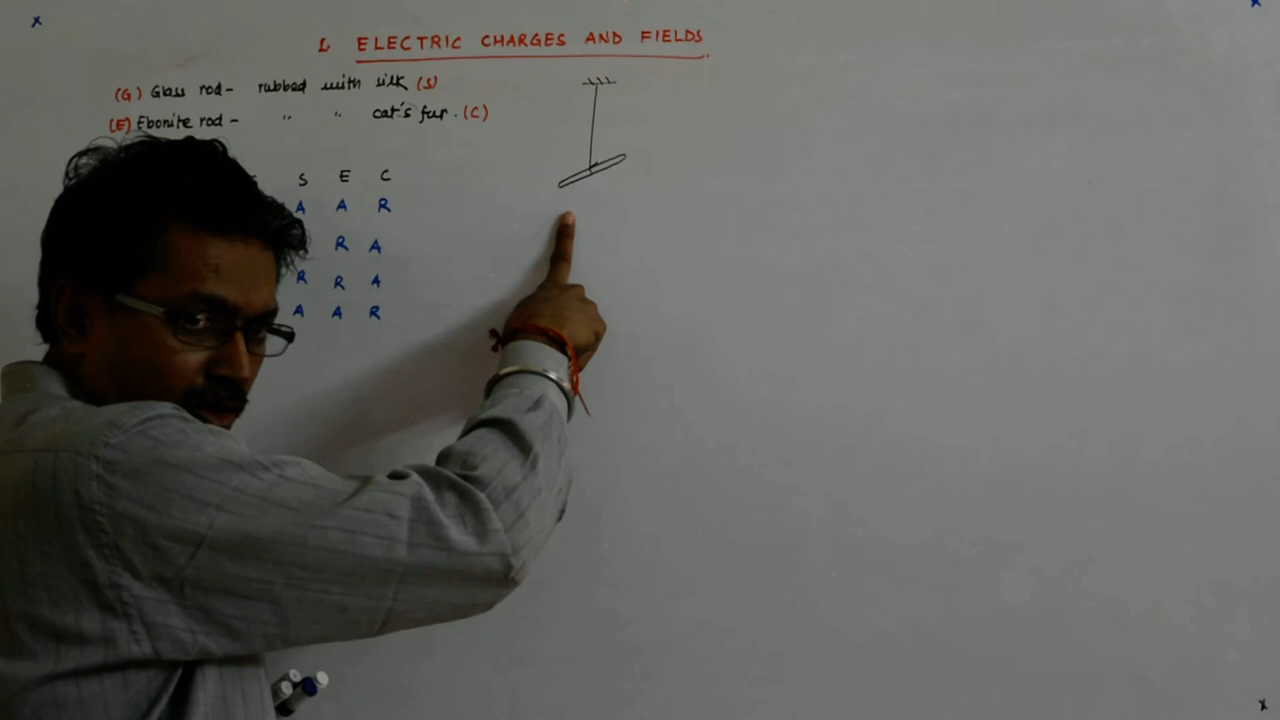 1. ELECTRIC CHARGES AND FIELDS
(G) Glass rod - rubbed with silk (S)
(E) Ebonite rod - " " cat's fur. (C)
S E C
A A R
R A
R R A
A A R